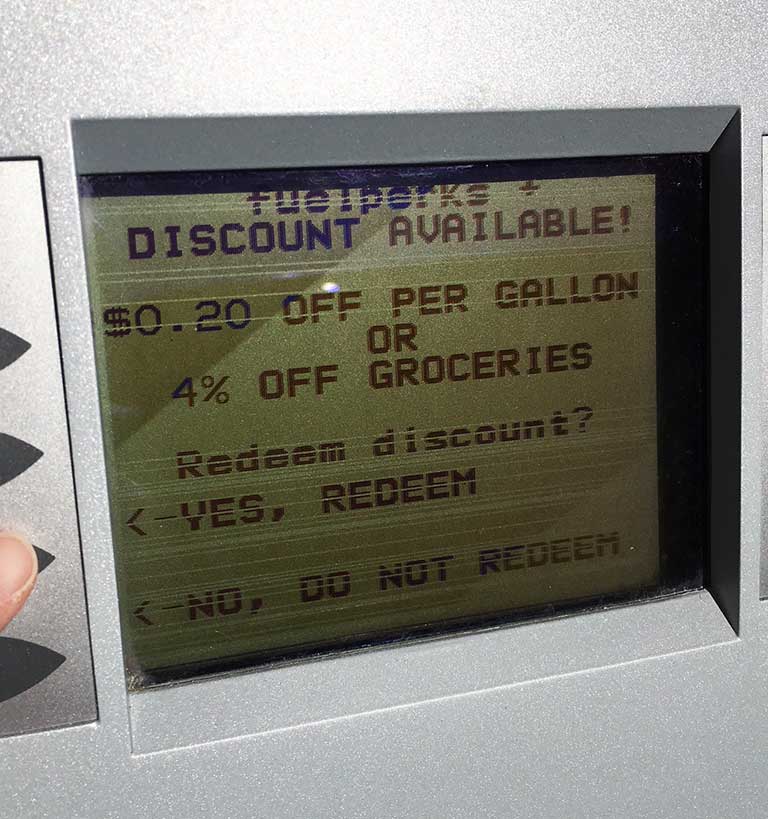 fuelperks +
DISCOUNT AVAILABLE!
$0.20 OFF PER GALLON
OR
4% OFF GROCERIES
Redeem discount?
<-YES, REDEEM
<-NO, DO NOT REDEEM